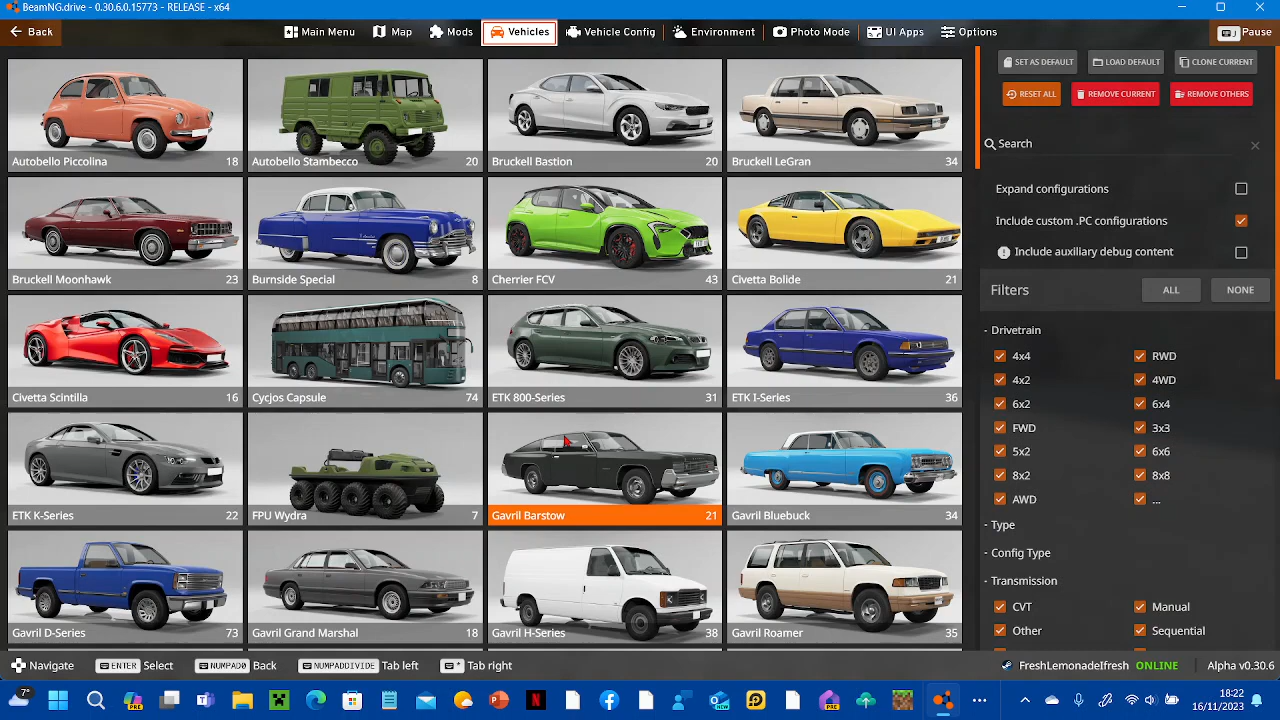 BeamNG.drive - 0.30.6.0.15773 - RELEASE - x64
Back
Main Menu
Map
Mods
Vehicles
Vehicle Config
Environment
Photo Mode
UI Apps
Options
Pause
SET AS DEFAULT
LOAD DEFAULT
CLONE CURRENT
RESET ALL
REMOVE CURRENT
REMOVE OTHERS
Search
Expand configurations
Include custom .PC configurations
Include auxiliary debug content
Filters
ALL
NONE
- Drivetrain
4x4
RWD
4x2
4WD
6x2
6x4
FWD
3x3
5x2
6x6
8x2
8x8
AWD
...
- Type
- Config Type
- Transmission
CVT
Manual
Other
Sequential
Autobello Piccolina 18
Autobello Stambecco 20
Bruckell Bastion 20
Bruckell LeGran 34
Bruckell Moonhawk 23
Burnside Special 8
Cherrier FCV 43
Civetta Bolide 21
Civetta Scintilla 16
Cycjos Capsule 74
ETK 800-Series 31
ETK I-Series 36
ETK K-Series 22
FPU Wydra 7
Gavril Barstow 21
Gavril Bluebuck 34
Gavril D-Series 73
Gavril Grand Marshal 18
Gavril H-Series 38
Gavril Roamer 35
Navigate
ENTER Select
NUMPAD0 Back
NUMPADDIVIDE Tab left
* Tab right
FreshLemonadeIfresh ONLINE
Alpha v0.30.6
7°
18:22
16/11/2023